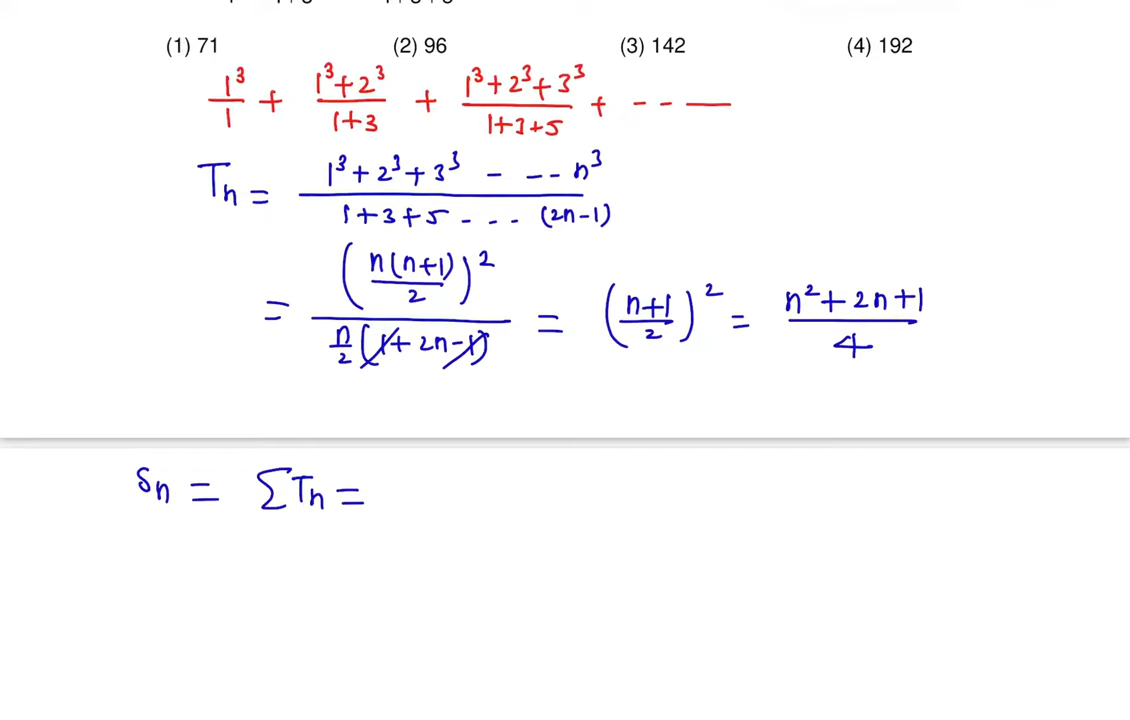 (1) 71 (2) 96 (3) 142 (4) 192
1³/1 + (1³+2³)/(1+3) + (1³+2³+3³)/(1+3+5) + - - —
Tn = (1³+2³+3³ - - - - n³)/(1+3+5 - - - (2n-1))
= (n(n+1)/2)²/(n/2 (1+2n-1)) = ((n+1)/2)² = (n²+2n+1)/4
Sn = ΣTn =